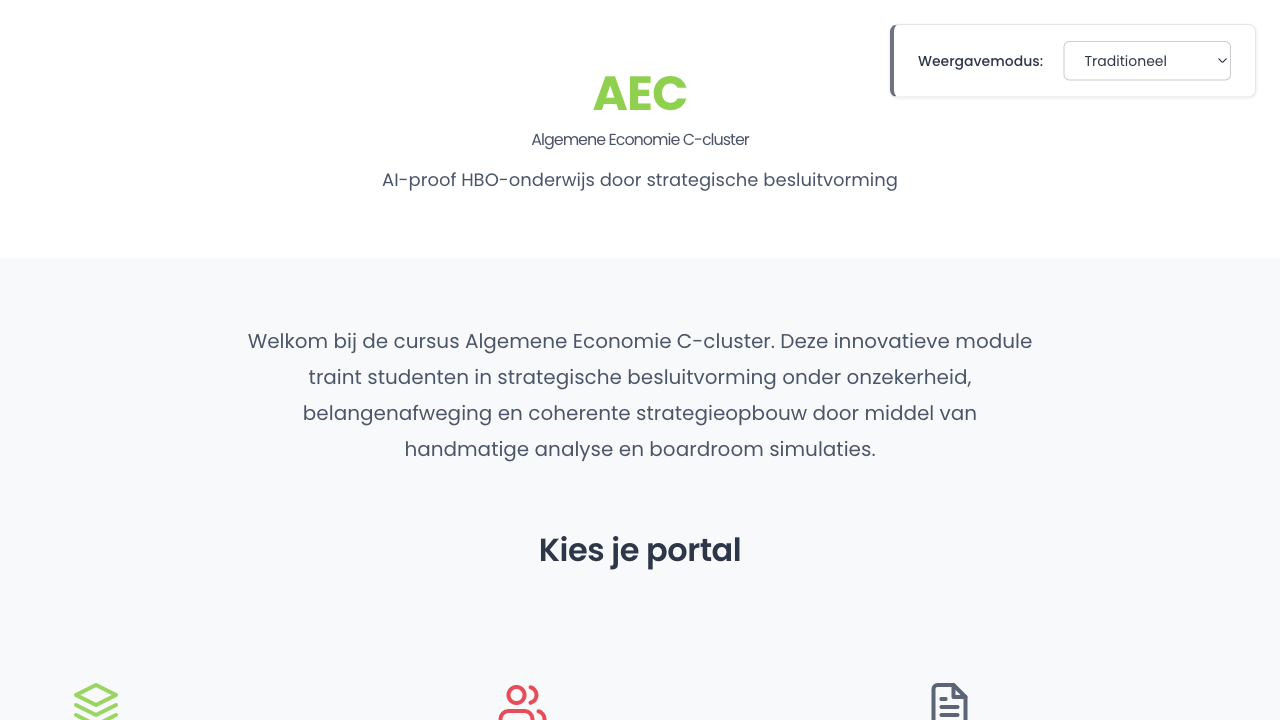 Weergavemodus: Traditioneel
AEC
Algemene Economie C-cluster
AI-proof HBO-onderwijs door strategische besluitvorming
Welkom bij de cursus Algemene Economie C-cluster. Deze innovatieve module
traint studenten in strategische besluitvorming onder onzekerheid,
belangenafweging en coherente strategieopbouw door middel van
handmatige analyse en boardroom simulaties.
Kies je portal